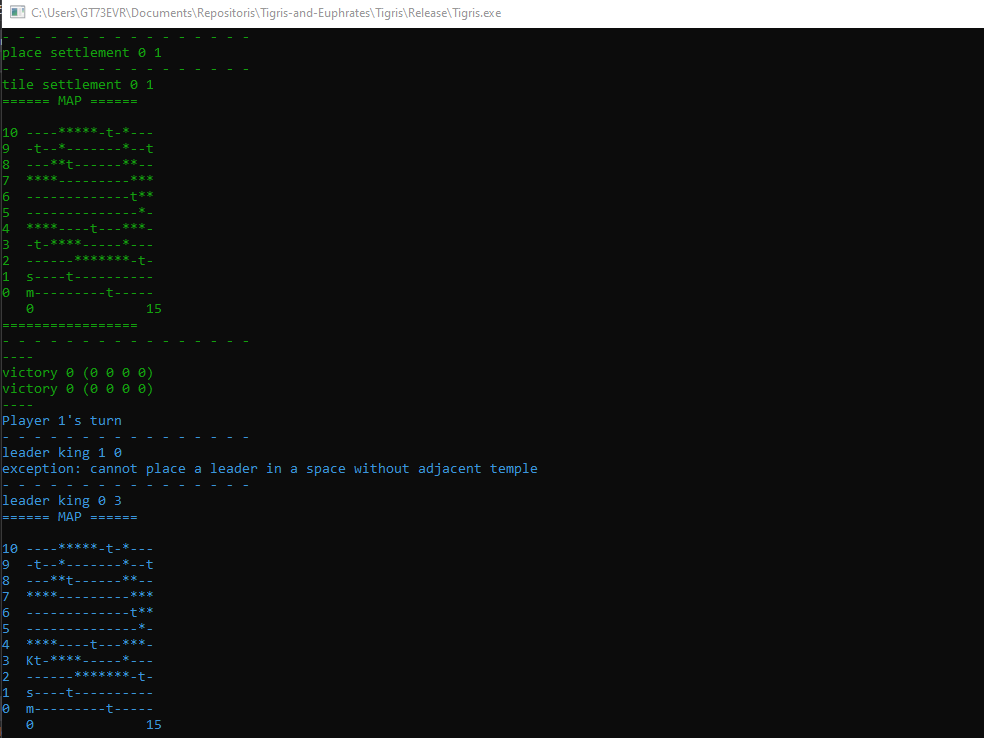 - - - - - - - - - - - - - - - -
C:\Users\GT73EVR\Documents\Repositoris\Tigris-and-Euphrates\Tigris\Release\Tigris.exe
place settlement 0 1
- - - - - - - - - - - - - - - -
tile settlement 0 1
====== MAP ======
10 ----*****-t-*---
9  -t--*-------*--t
8  ---**t------**--
7  ****---------***
6  -------------t**
5  --------------*-
4  ****----t---***-
3  -t-****-----*---
2  ------*******-t-
1  s----t----------
0  m---------t-----
   0              15
=================
- - - - - - - - - - - - - - - -
----
victory 0 (0 0 0 0)
victory 0 (0 0 0 0)
----
Player 1's turn
- - - - - - - - - - - - - - - -
leader king 1 0
exception: cannot place a leader in a space without adjacent temple
- - - - - - - - - - - - - - - -
leader king 0 3
====== MAP ======
10 ----*****-t-*---
9  -t--*-------*--t
8  ---**t------**--
7  ****---------***
6  -------------t**
5  --------------*-
4  ****----t---***-
3  Kt-****-----*---
2  ------*******-t-
1  s----t----------
0  m---------t-----
   0              15